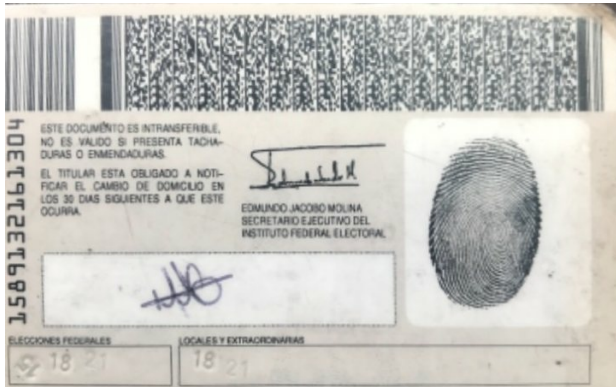 1589132161304
ESTE DOCUMENTO ES INTRANSFERIBLE,
NO ES VALIDO SI PRESENTA TACHA-
DURAS O ENMENDADURAS.
EL TITULAR ESTA OBLIGADO A NOTI-
FICAR EL CAMBIO DE DOMICILIO EN
LOS 30 DIAS SIGUIENTES A QUE ESTE
OCURRA.
EDMUNDO JACOBO MOLINA
SECRETARIO EJECUTIVO DEL
INSTITUTO FEDERAL ELECTORAL
ELECCIONES FEDERALES
18 21
LOCALES Y EXTRAORDINARIAS
18 21